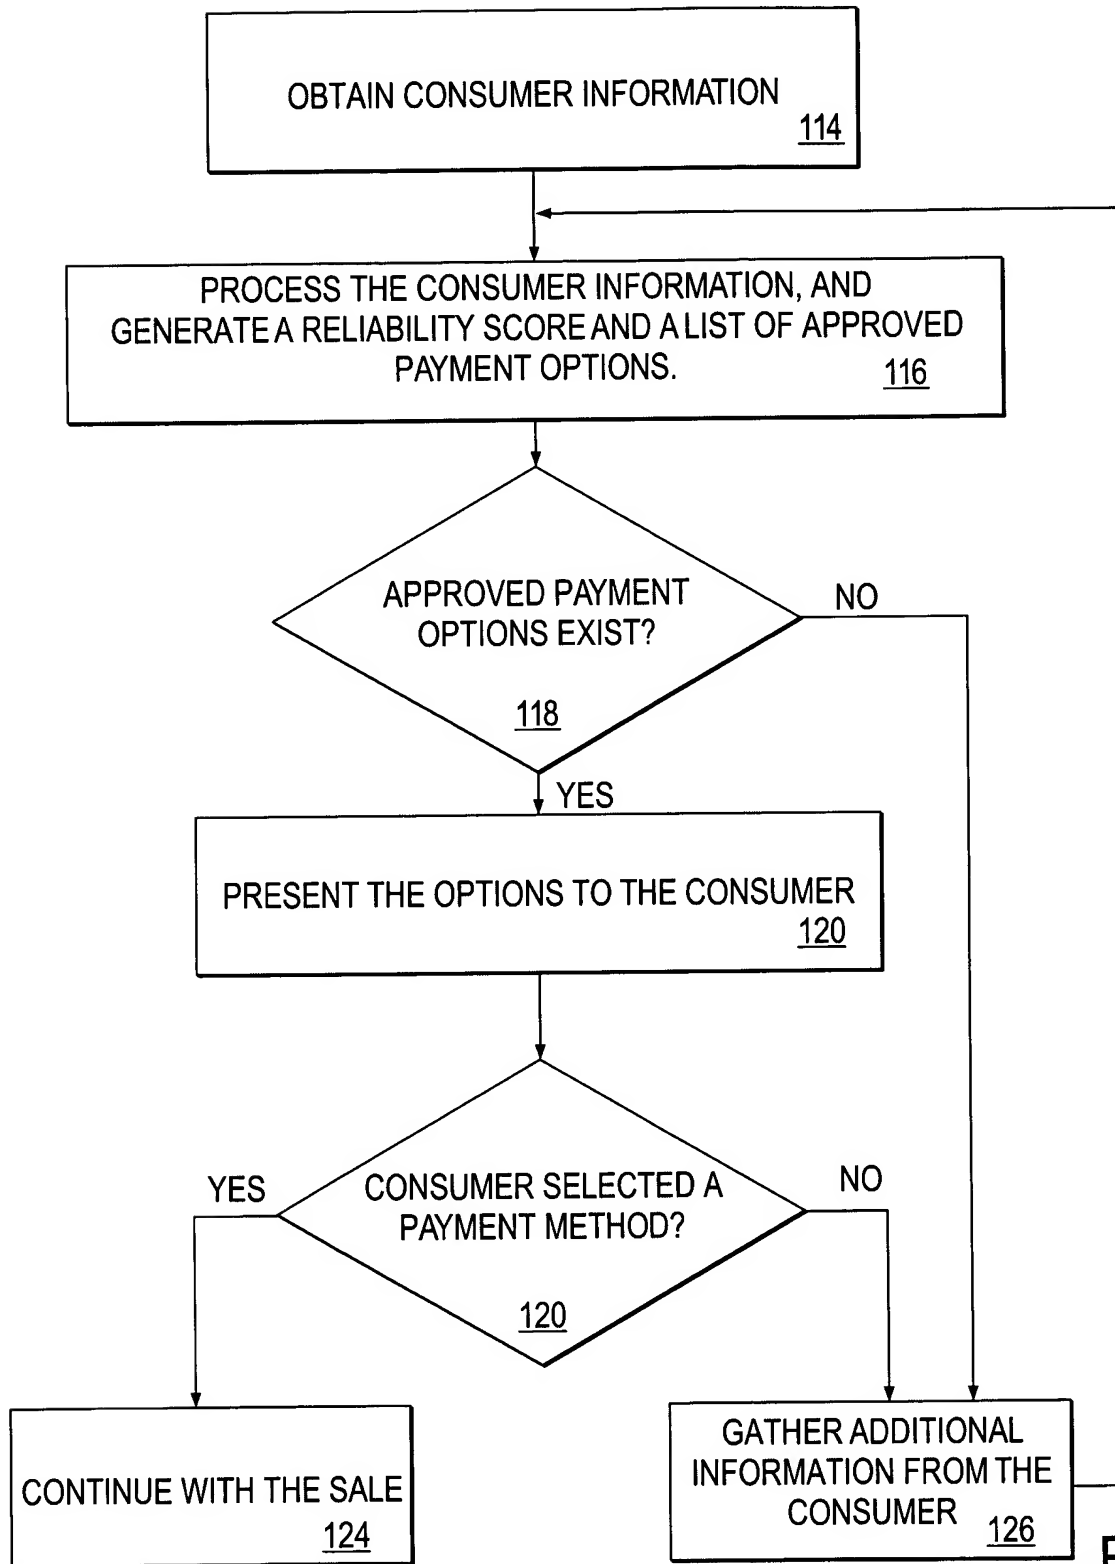 OBTAIN CONSUMER INFORMATION
114
PROCESS THE CONSUMER INFORMATION, AND
GENERATE A RELIABILITY SCORE AND A LIST OF APPROVED
PAYMENT OPTIONS.
116
APPROVED PAYMENT
OPTIONS EXIST?
118
NO
YES
PRESENT THE OPTIONS TO THE CONSUMER
120
YES
CONSUMER SELECTED A
PAYMENT METHOD?
120
NO
CONTINUE WITH THE SALE
124
GATHER ADDITIONAL
INFORMATION FROM THE
CONSUMER
126